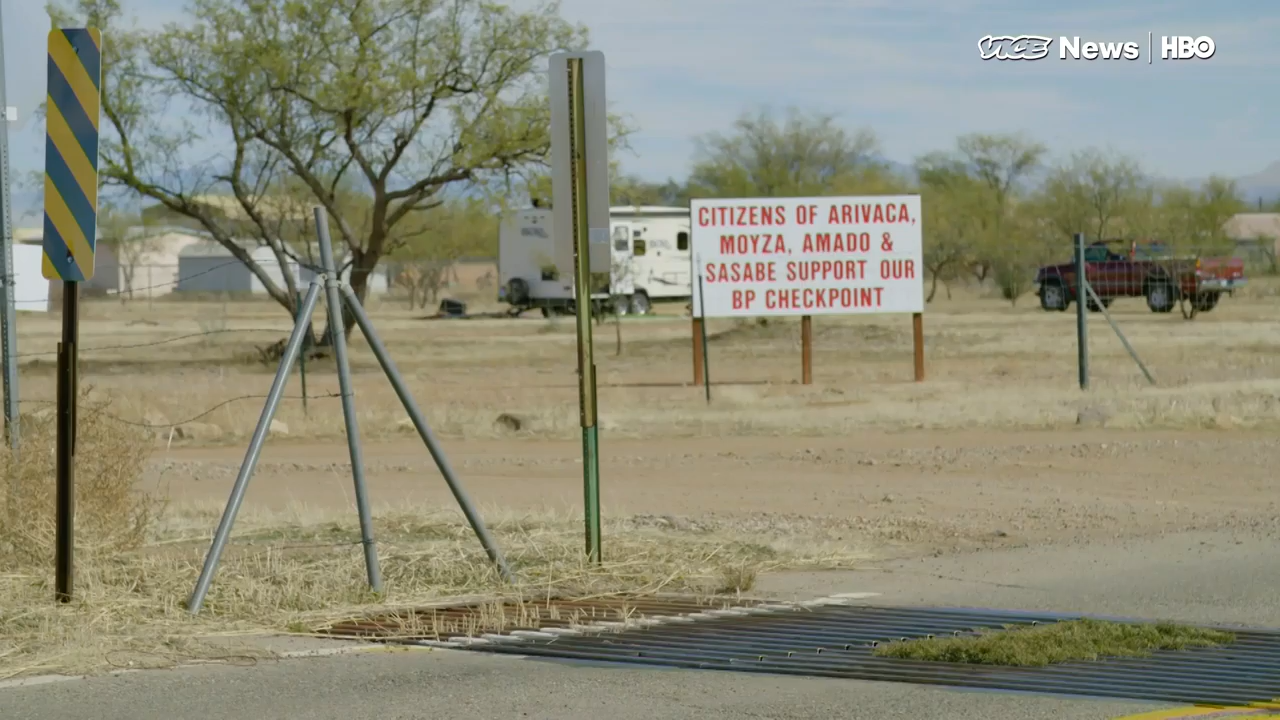 VICE News | HBO
CITIZENS OF ARIVACA,
MOYZA, AMADO &
SASABE SUPPORT OUR
BP CHECKPOINT